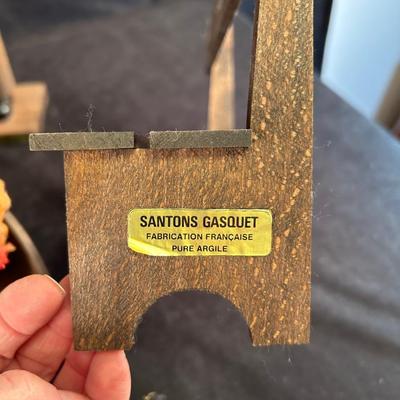 SANTONS GASQUET
FABRICATION FRANÇAISE
PURE ARGILE